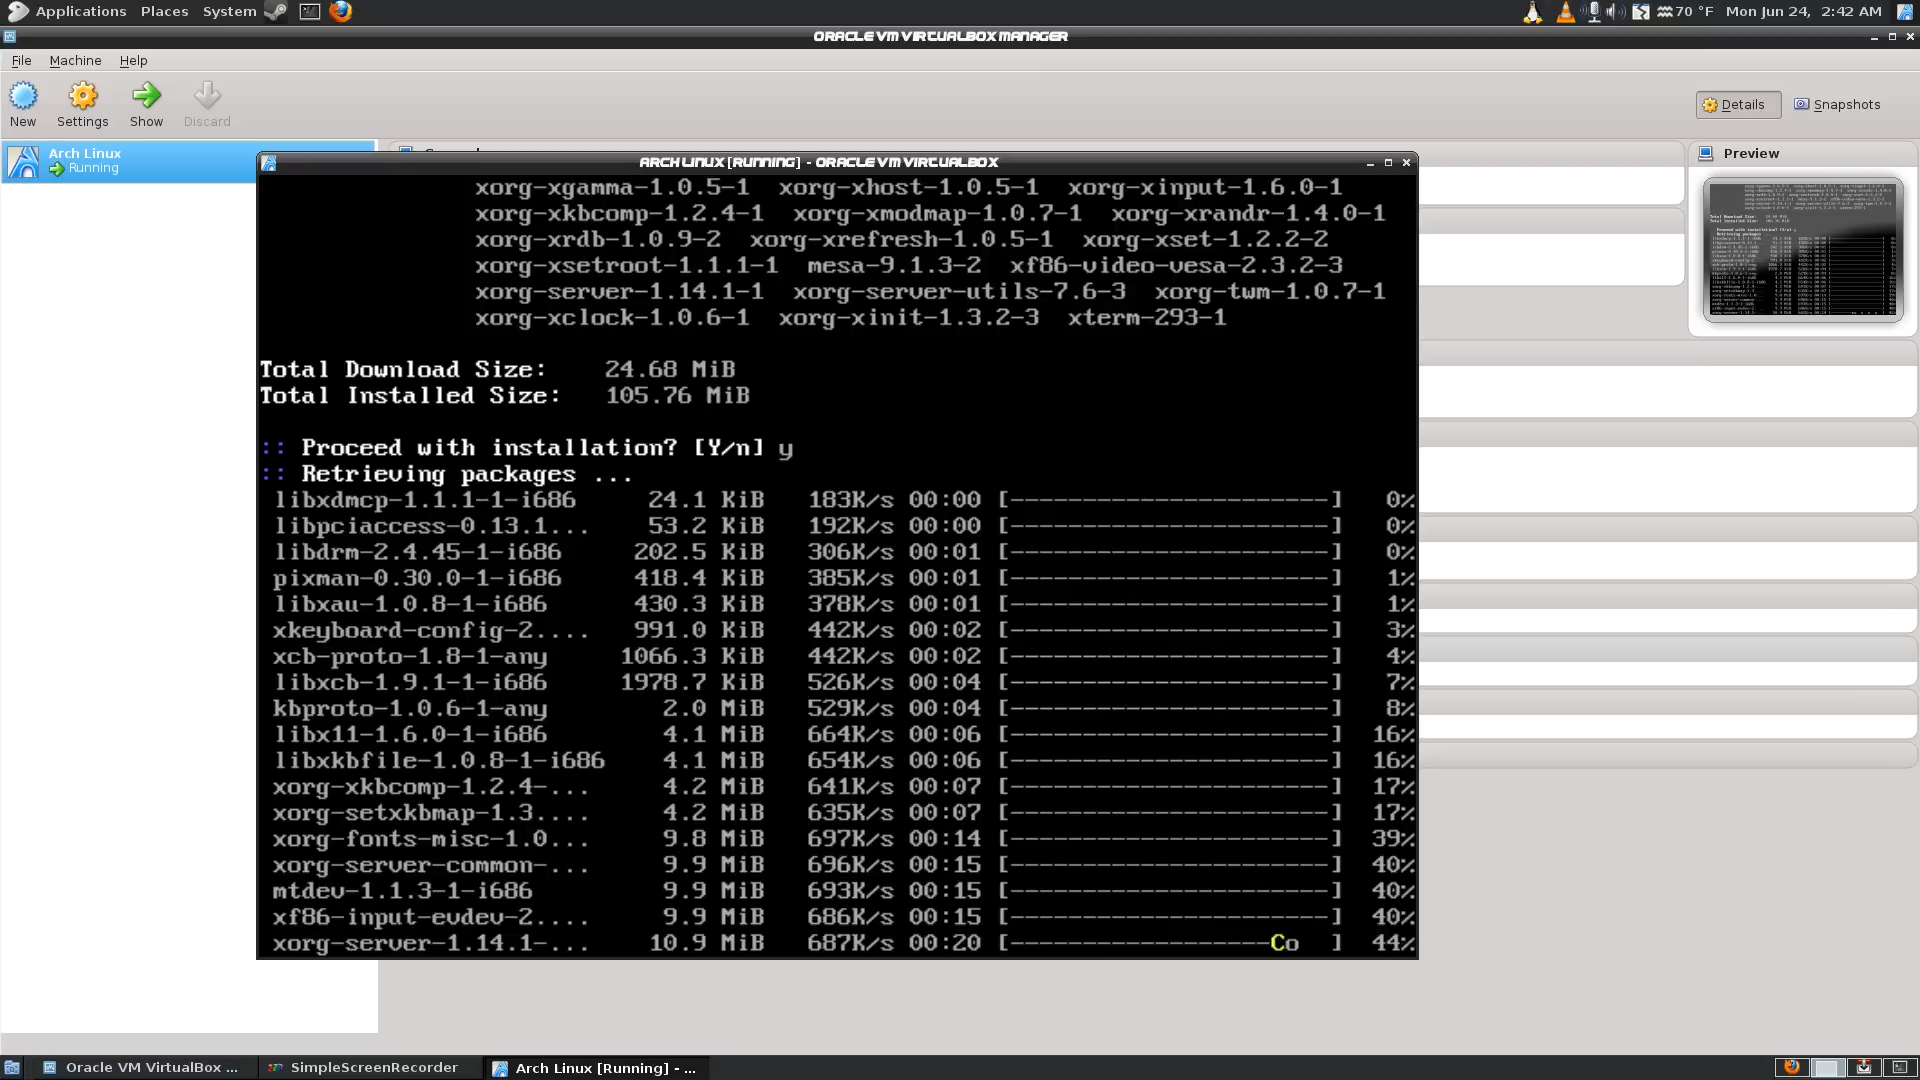 Applications Places System 70 °F Mon Jun 24, 2:42 AM
ORACLE VM VIRTUALBOX MANAGER
File Machine Help
New Settings Show Discard Details Snapshots
Arch Linux
Running
Preview
ARCH LINUX [RUNNING] - ORACLE VM VIRTUALBOX
xorg-xgamma-1.0.5-1 xorg-xhost-1.0.5-1 xorg-xinput-1.6.0-1
xorg-xkbcomp-1.2.4-1 xorg-xmodmap-1.0.7-1 xorg-xrandr-1.4.0-1
xorg-xrdb-1.0.9-2 xorg-xrefresh-1.0.5-1 xorg-xset-1.2.2-2
xorg-xsetroot-1.1.1-1 mesa-9.1.3-2 xf86-video-vesa-2.3.2-3
xorg-server-1.14.1-1 xorg-server-utils-7.6-3 xorg-twm-1.0.7-1
xorg-xclock-1.0.6-1 xorg-xinit-1.3.2-3 xterm-293-1
Total Download Size: 24.68 MiB
Total Installed Size: 105.76 MiB
:: Proceed with installation? [Y/n] y
:: Retrieving packages ...
libxdmcp-1.1.1-1-i686 24.1 KiB 183K/s 00:00 [----------------------] 0%
libpciaccess-0.13.1... 53.2 KiB 192K/s 00:00 [----------------------] 0%
libdrm-2.4.45-1-i686 202.5 KiB 306K/s 00:01 [----------------------] 0%
pixman-0.30.0-1-i686 418.4 KiB 385K/s 00:01 [----------------------] 1%
libxau-1.0.8-1-i686 430.3 KiB 378K/s 00:01 [----------------------] 1%
xkeyboard-config-2.... 991.0 KiB 442K/s 00:02 [----------------------] 3%
xcb-proto-1.8-1-any 1066.3 KiB 442K/s 00:02 [----------------------] 4%
libxcb-1.9.1-1-i686 1978.7 KiB 526K/s 00:04 [----------------------] 7%
kbproto-1.0.6-1-any 2.0 MiB 529K/s 00:04 [----------------------] 8%
libx11-1.6.0-1-i686 4.1 MiB 664K/s 00:06 [----------------------] 16%
libxkbfile-1.0.8-1-i686 4.1 MiB 654K/s 00:06 [----------------------] 16%
xorg-xkbcomp-1.2.4-... 4.2 MiB 641K/s 00:07 [----------------------] 17%
xorg-setxkbmap-1.3.... 4.2 MiB 635K/s 00:07 [----------------------] 17%
xorg-fonts-misc-1.0... 9.8 MiB 697K/s 00:14 [----------------------] 39%
xorg-server-common-... 9.9 MiB 696K/s 00:15 [----------------------] 40%
mtdev-1.1.3-1-i686 9.9 MiB 693K/s 00:15 [----------------------] 40%
xf86-input-evdev-2.... 9.9 MiB 686K/s 00:15 [----------------------] 40%
xorg-server-1.14.1-... 10.9 MiB 687K/s 00:20 [------------------Co  ] 44%
Oracle VM VirtualBox ... SimpleScreenRecorder Arch Linux [Running] - ...